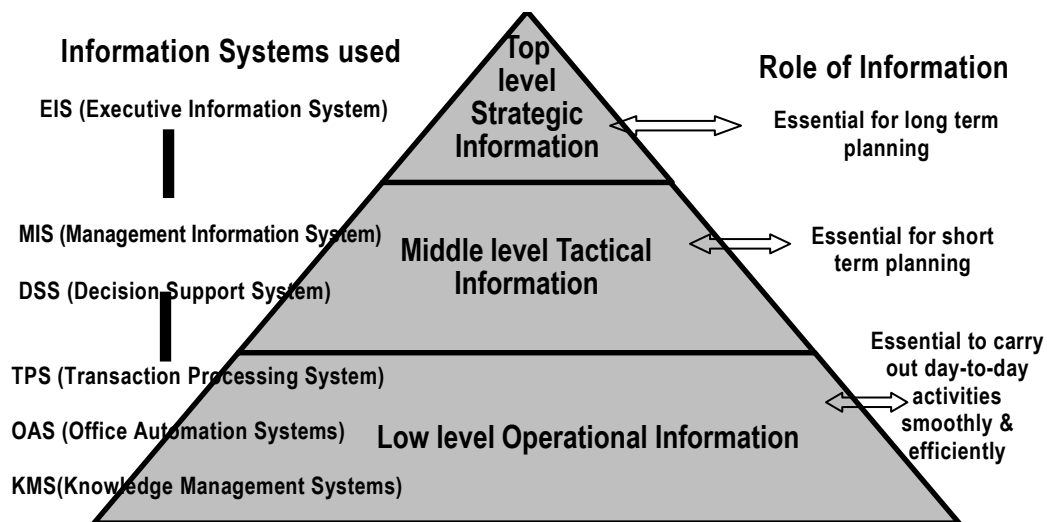 Information Systems used
EIS (Executive Information System)
MIS (Management Information System)
DSS (Decision Support System)
TPS (Transaction Processing System)
OAS (Office Automation Systems)
KMS(Knowledge Management Systems)
Top
level
Strategic
Information
Middle level Tactical
Information
Low level Operational Information
Role of Information
Essential for long term
planning
Essential for short
term planning
Essential to carry
out day-to-day
activities
smoothly &
efficiently